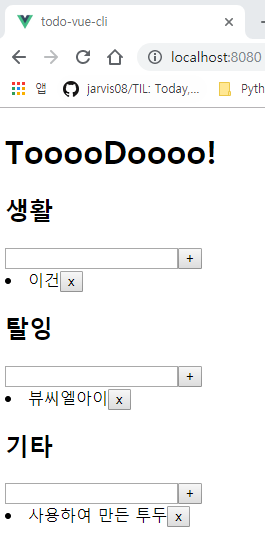 todo-vue-cli
localhost:8080
앱 jarvis08/TIL: Today,... Pyth
TooooDoooo!
생활
+
이건 x
탈잉
+
뷰씨엘아이 x
기타
+
사용하여 만든 투두 x